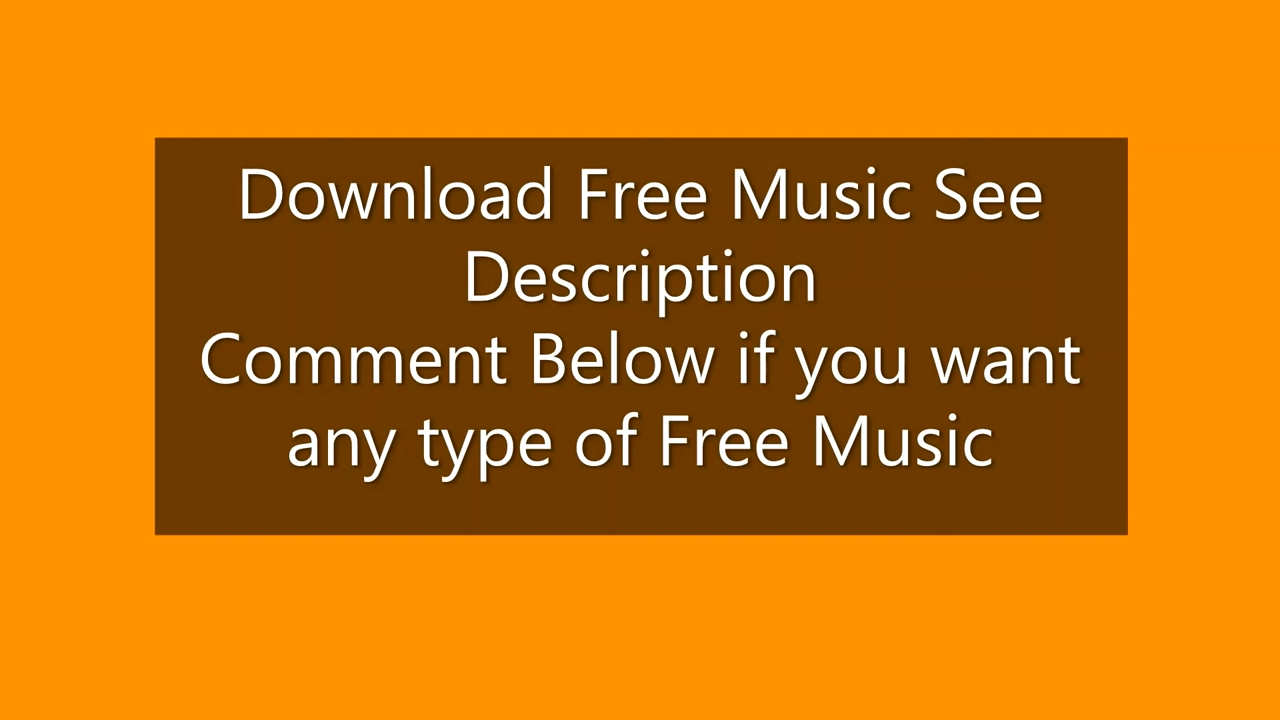 Download Free Music See
Description
Comment Below if you want
any type of Free Music